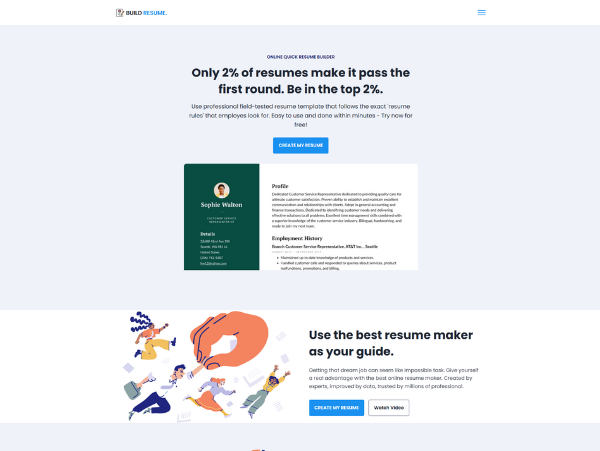 BUILD RESUME.
ONLINE QUICK RESUME BUILDER
Only 2% of resumes make it pass the
first round. Be in the top 2%.
Use professional field-tested resume template that follows the exact 'resume
rules' that employes look for. Easy to use and done within minutes - Try now for
free!
CREATE MY RESUME
Sophie Walton
CUSTOMER SERVICE
REPRESENTATIVE
Details
Seattle, WA
United States
Profile
Dedicated Customer Service Representative dedicated to providing quality care for
ultimate customer satisfaction. Proven ability to establish and maintain excellent
communication and relationships with clients. Adept in general accounting and
finance transactions. Dedicated to identifying customer needs and delivering
effective solutions to all problems. Excellent time management skills combined with
a superior knowledge of the customer service industry. Bilingual, hardworking, and
ready to join my next team.
Employment History
Branch Customer Service Representative, AT&T Inc., Seattle
Maintained up to date knowledge of products and services.
Handled customer calls and responded to queries about services, product
malfunctions, promotions, and billing.
Use the best resume maker
as your guide.
Getting that dream job can seem like impossible task. Give yourself
a real advantage with the best online resume maker. Created by
experts, improved by data, trusted by millions of professional.
CREATE MY RESUME
Watch Video